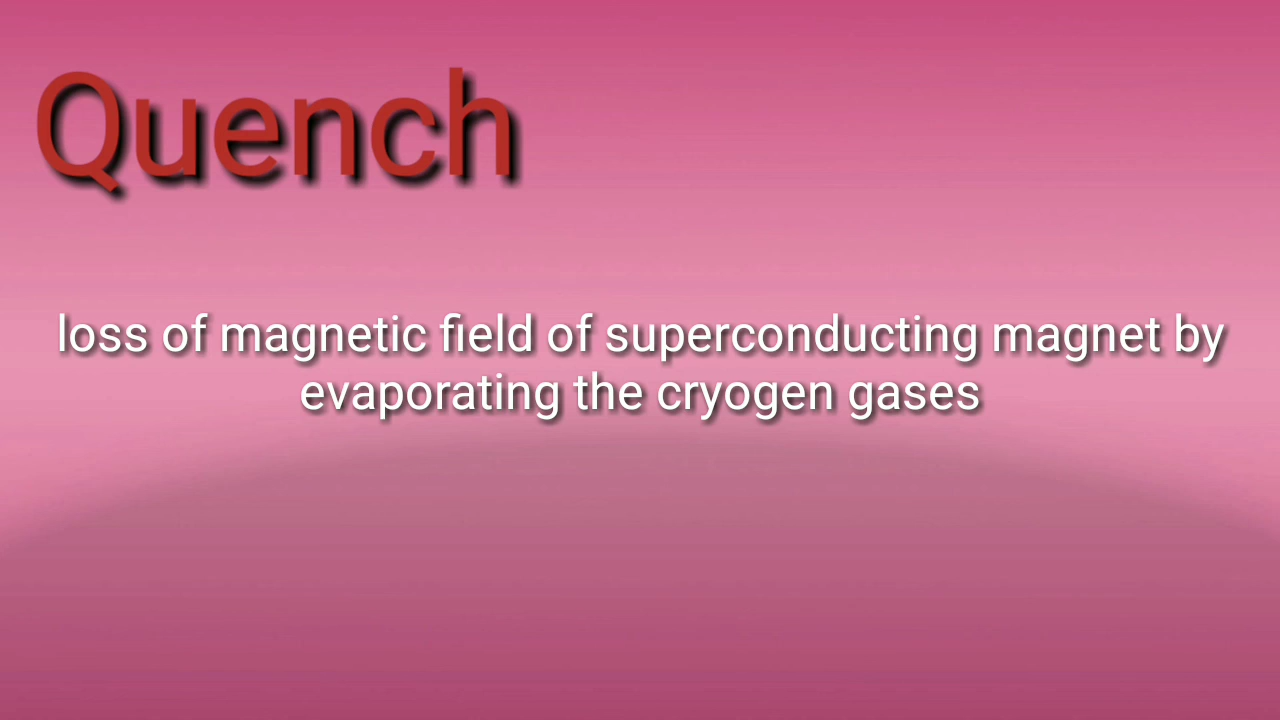 Quench
loss of magnetic field of superconducting magnet by
evaporating the cryogen gases